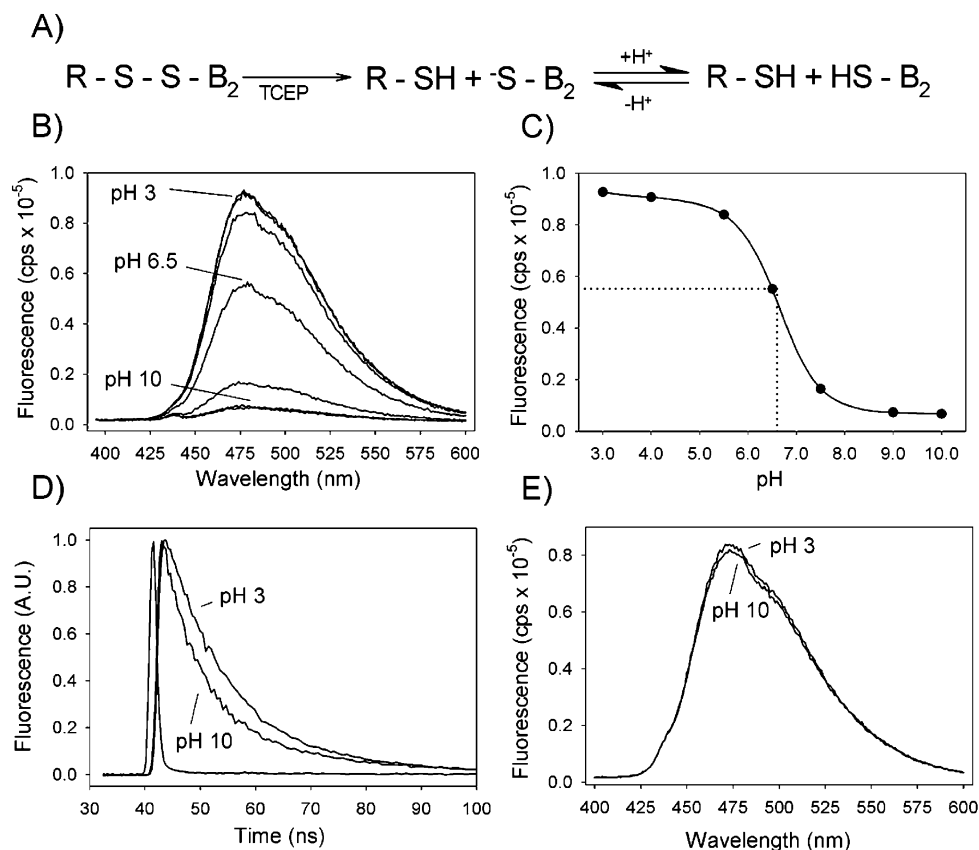 A)
R - S - S - B₂ TCEP R - SH + ⁻S - B₂ +H⁺ -H⁺ R - SH + HS - B₂
B)
Fluorescence (cps x 10⁻⁵)
1.0
0.8
0.6
0.4
0.2
0.0
pH 3
pH 6.5
pH 10
400 425 450 475 500 525 550 575 600
Wavelength (nm)
C)
Fluorescence (cps x 10⁻⁵)
1.0
0.8
0.6
0.4
0.2
0.0
3.0 4.0 5.0 6.0 7.0 8.0 9.0 10.0
pH
D)
Fluorescence (A.U.)
1.0
0.8
0.6
0.4
0.2
0.0
pH 3
pH 10
30 40 50 60 70 80 90 100
Time (ns)
E)
Fluorescence (cps x 10⁻⁵)
0.8
0.6
0.4
0.2
0.0
pH 3
pH 10
400 425 450 475 500 525 550 575 600
Wavelength (nm)